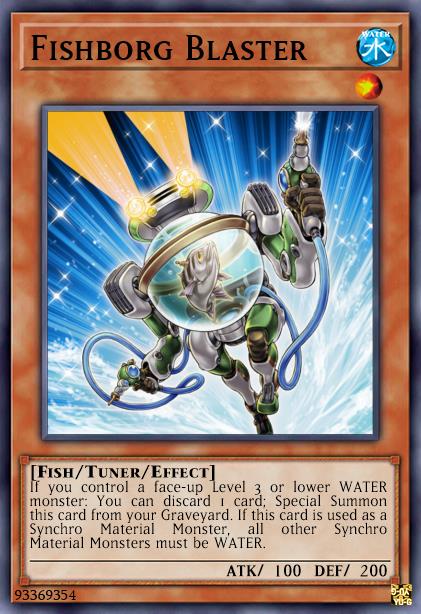 Fishborg Blaster
WATER
水
[Fish/Tuner/Effect]
If you control a face-up Level 3 or lower WATER
monster: You can discard 1 card; Special Summon
this card from your Graveyard. If this card is used as a
Synchro Material Monster, all other Synchro
Material Monsters must be WATER.
ATK/ 100 DEF/ 200
93369354